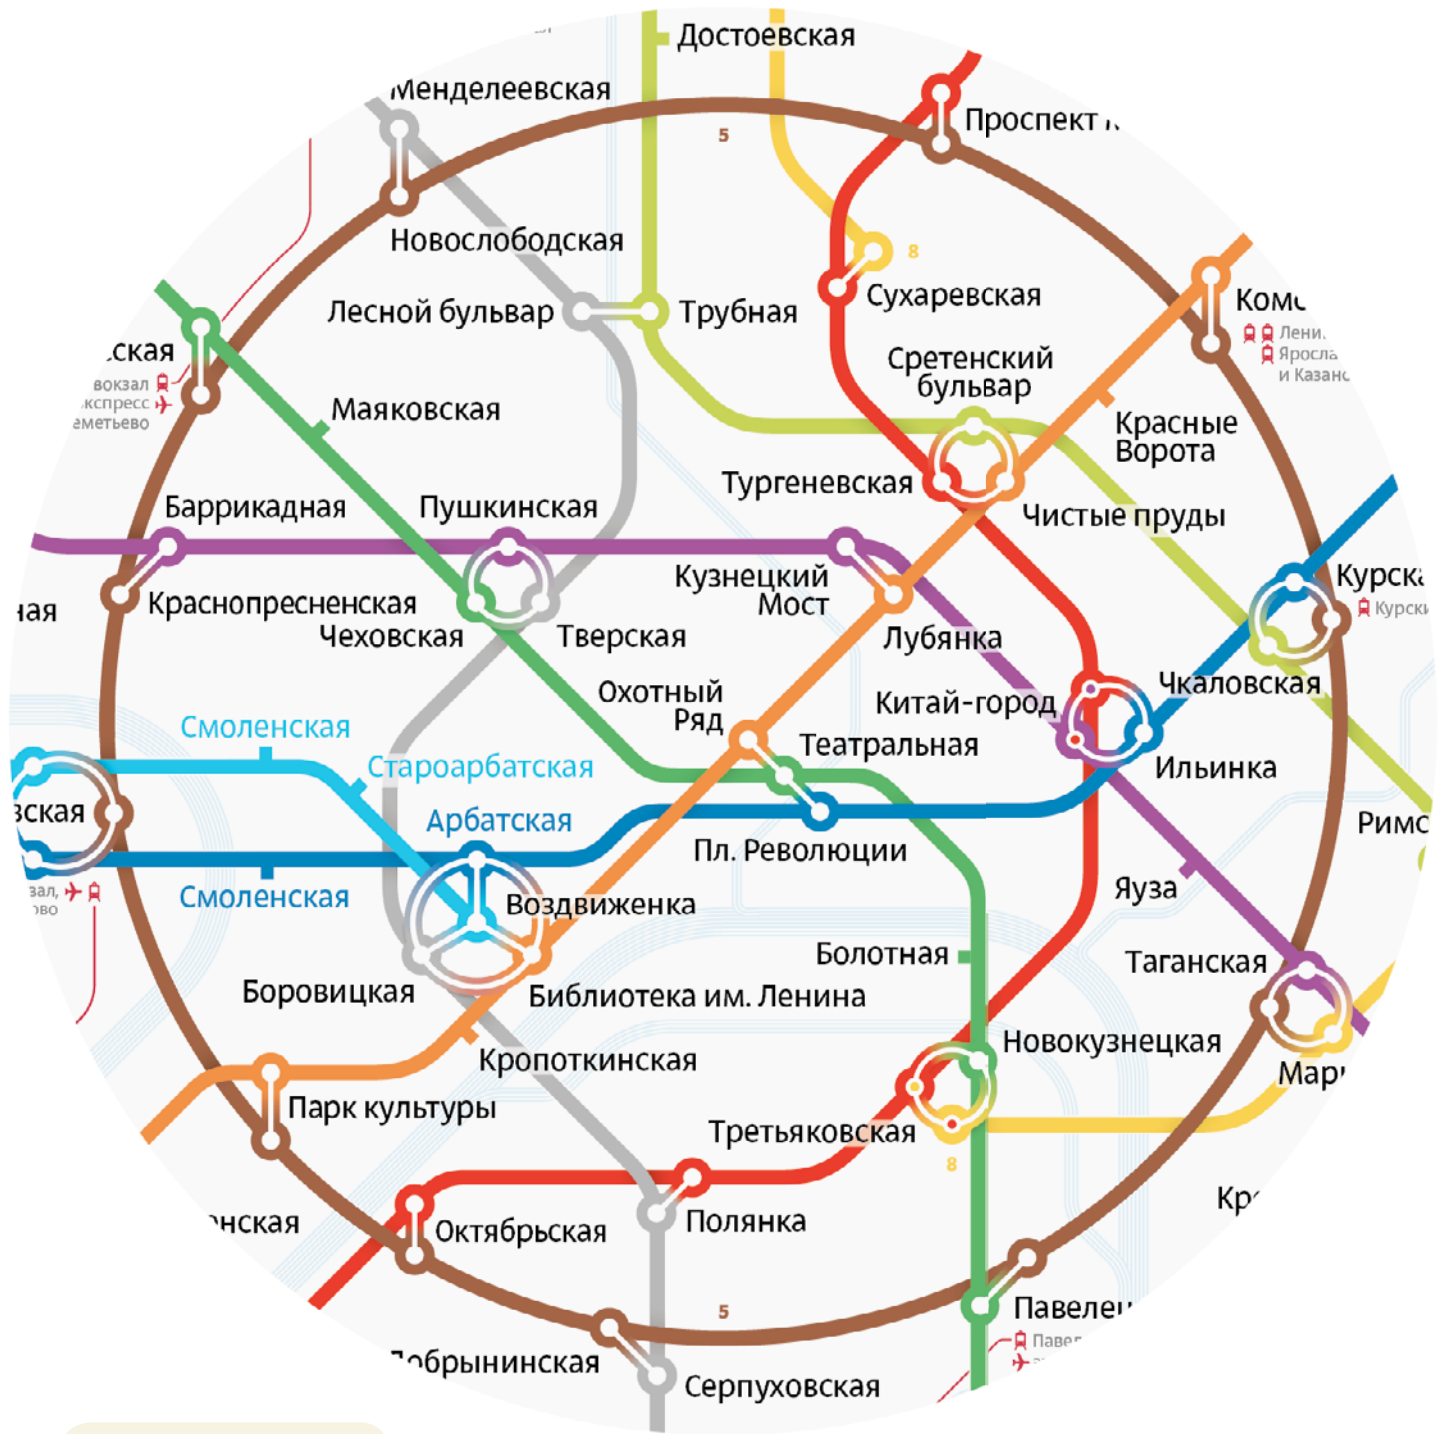 Достоевская
Менделеевская
Проспект
5
Новослободская
8
Сухаревская
Лесной бульвар
Трубная
Сретенский
бульвар
Маяковская
Красные
Ворота
Тургеневская
Баррикадная
Пушкинская
Чистые пруды
Кузнецкий
Мост
Краснопресненская
Чеховская
Тверская
Лубянка
Охотный
Ряд
Китай-город
Чкаловская
Смоленская
Театральная
Староарбатская
Ильинка
Арбатская
Пл. Революции
Смоленская
Воздвиженка
Яуза
Болотная
Таганская
Боровицкая
Библиотека им. Ленина
Новокузнецкая
Кропоткинская
Парк культуры
Третьяковская
8
Октябрьская
Полянка
5
Добрынинская
Серпуховская